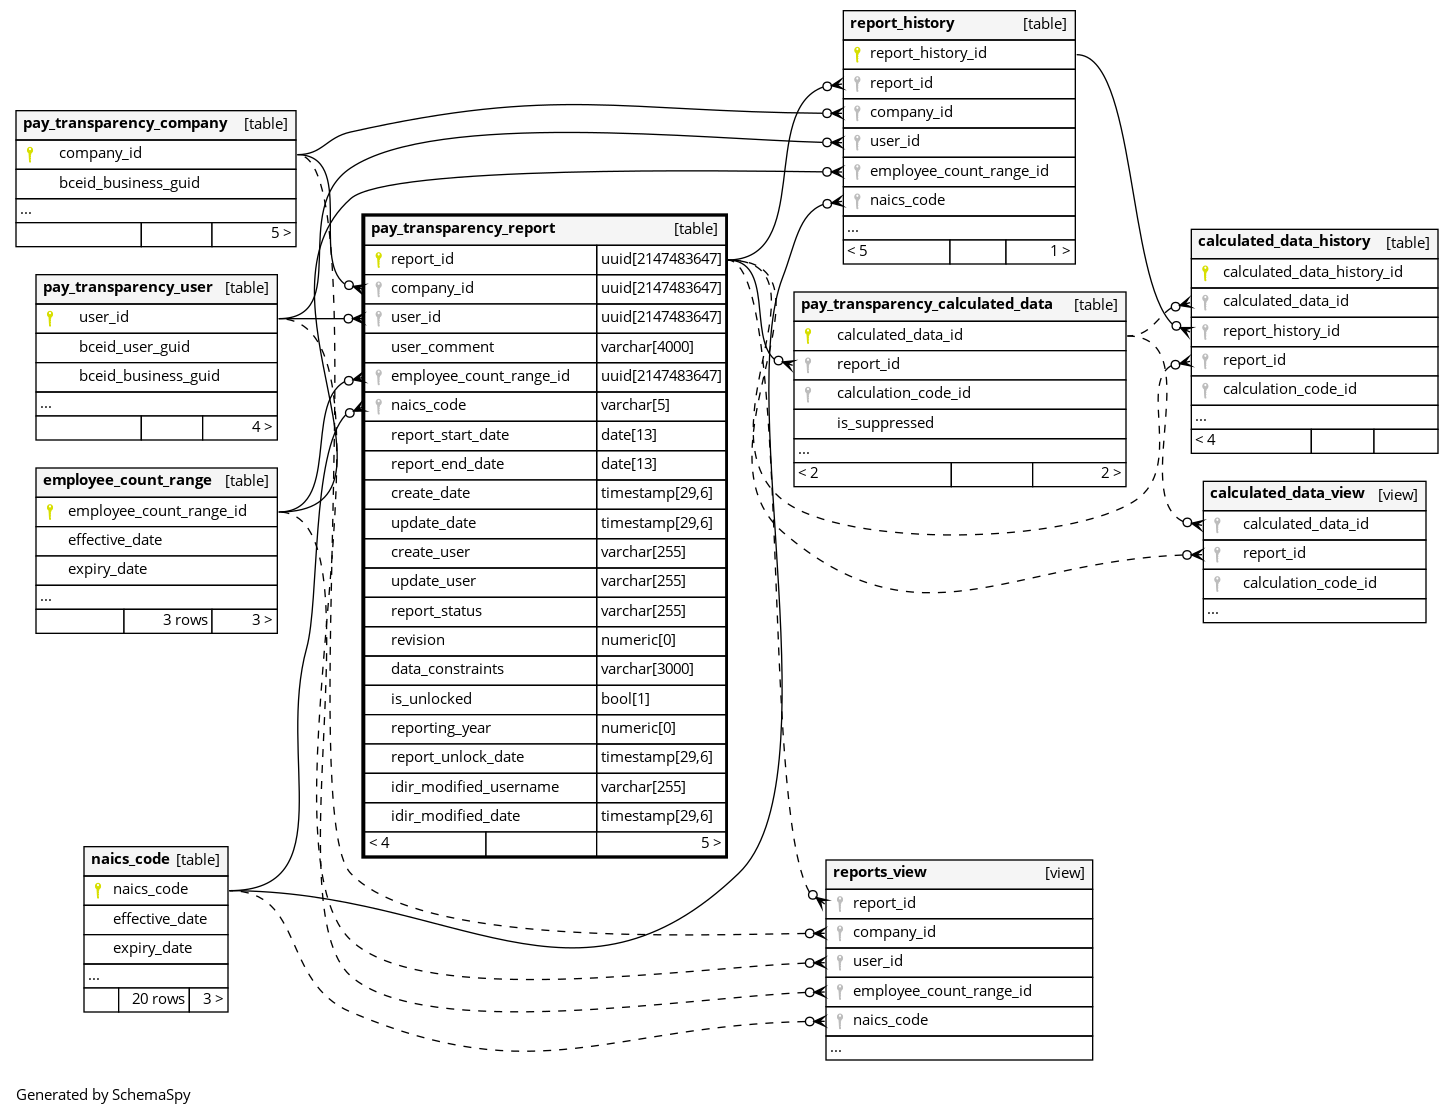 report_history [table]
report_history_id
report_id
company_id
user_id
employee_count_range_id
naics_code
...
< 5 1 >
pay_transparency_company [table]
company_id
bceid_business_guid
...
5 >
pay_transparency_user [table]
user_id
bceid_user_guid
bceid_business_guid
...
4 >
employee_count_range [table]
employee_count_range_id
effective_date
expiry_date
...
3 rows 3 >
naics_code [table]
naics_code
effective_date
expiry_date
...
20 rows 3 >
pay_transparency_report [table]
report_id uuid[2147483647]
company_id uuid[2147483647]
user_id uuid[2147483647]
user_comment varchar[4000]
employee_count_range_id uuid[2147483647]
naics_code varchar[5]
report_start_date date[13]
report_end_date date[13]
create_date timestamp[29,6]
update_date timestamp[29,6]
create_user varchar[255]
update_user varchar[255]
report_status varchar[255]
revision numeric[0]
data_constraints varchar[3000]
is_unlocked bool[1]
reporting_year numeric[0]
report_unlock_date timestamp[29,6]
idir_modified_username varchar[255]
idir_modified_date timestamp[29,6]
< 4 5 >
pay_transparency_calculated_data [table]
calculated_data_id
report_id
calculation_code_id
is_suppressed
...
< 2 2 >
calculated_data_history [table]
calculated_data_history_id
calculated_data_id
report_history_id
report_id
calculation_code_id
...
< 4
calculated_data_view [view]
calculated_data_id
report_id
calculation_code_id
...
reports_view [view]
report_id
company_id
user_id
employee_count_range_id
naics_code
...
Generated by SchemaSpy